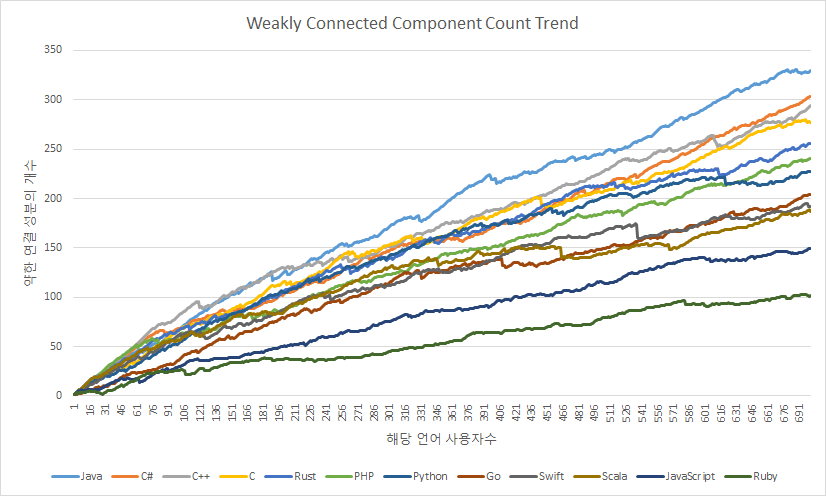 Weakly Connected Component Count Trend
350
300
250
200
150
100
50
0
약한 연결 성분의 개수
1 16 31 46 61 76 91 106 121 136 151 166 181 196 211 226 241 256 271 286 301 316 331 346 361 376 391 406 421 436 451 466 481 496 511 526 541 556 571 586 601 616 631 646 661 676 691
해당 언어 사용자수
Java C# C++ C Rust PHP Python Go Swift Scala JavaScript Ruby